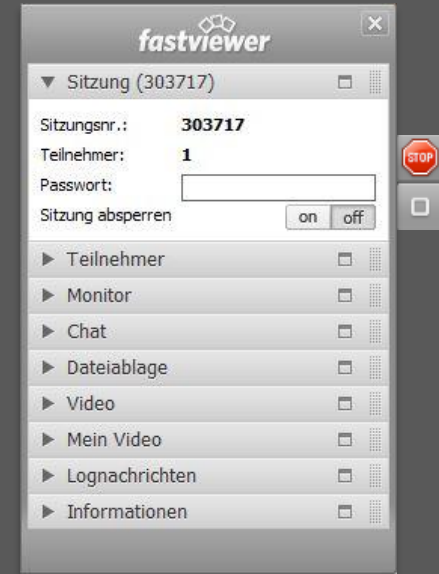 fastviewer
Sitzung (303717)
Sitzungsnr.: 303717
Teilnehmer: 1
Passwort:
Sitzung absperren on off
Teilnehmer
Monitor
Chat
Dateiablage
Video
Mein Video
Lognachrichten
Informationen
STOP